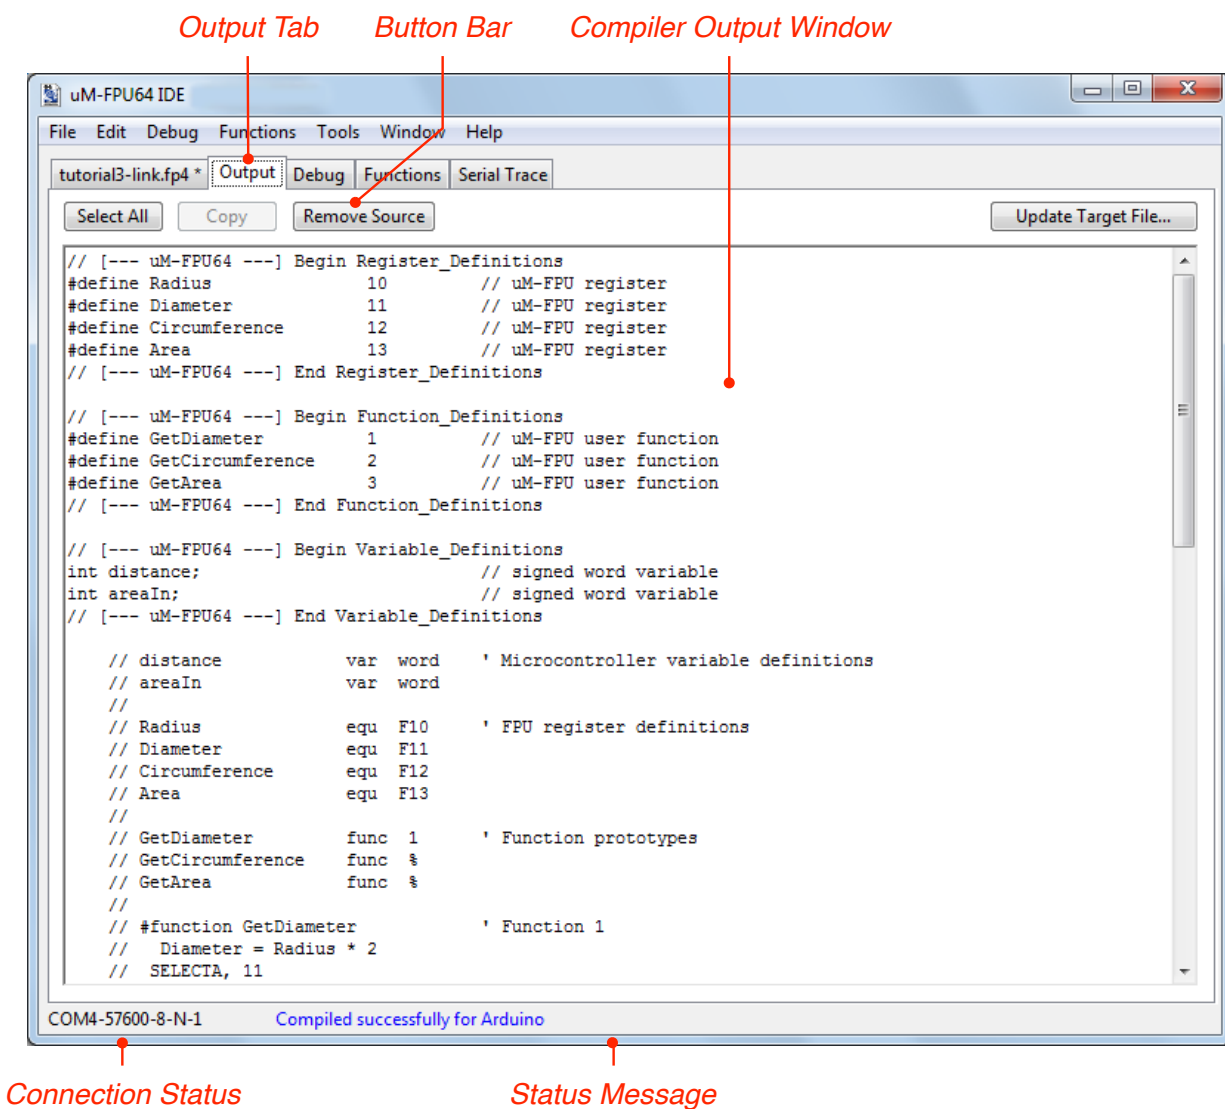 Output Tab Button Bar Compiler Output Window
uM-FPU64 IDE
File Edit Debug Functions Tools Window Help
tutorial3-link.fp4 * Output Debug Functions Serial Trace
Select All Copy Remove Source Update Target File...
// [--- uM-FPU64 ---] Begin Register_Definitions
#define Radius 10 // uM-FPU register
#define Diameter 11 // uM-FPU register
#define Circumference 12 // uM-FPU register
#define Area 13 // uM-FPU register
// [--- uM-FPU64 ---] End Register_Definitions
// [--- uM-FPU64 ---] Begin Function_Definitions
#define GetDiameter 1 // uM-FPU user function
#define GetCircumference 2 // uM-FPU user function
#define GetArea 3 // uM-FPU user function
// [--- uM-FPU64 ---] End Function_Definitions
// [--- uM-FPU64 ---] Begin Variable_Definitions
int distance; // signed word variable
int areaIn; // signed word variable
// [--- uM-FPU64 ---] End Variable_Definitions
// distance var word ' Microcontroller variable definitions
// areaIn var word
//
// Radius equ F10 ' FPU register definitions
// Diameter equ F11
// Circumference equ F12
// Area equ F13
//
// GetDiameter func 1 ' Function prototypes
// GetCircumference func %
// GetArea func %
//
// #function GetDiameter ' Function 1
// Diameter = Radius * 2
// SELECTA, 11
COM4-57600-8-N-1 Compiled successfully for Arduino
Connection Status Status Message